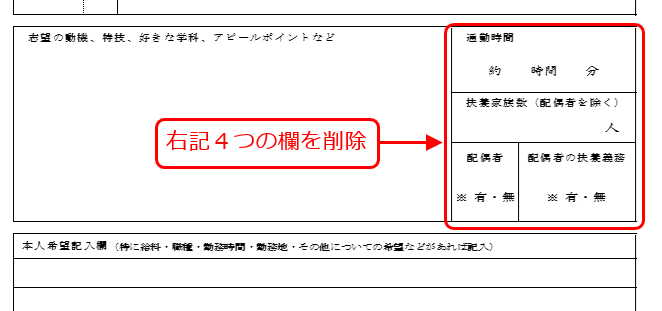 志望の動機、特技、好きな学科、アピールポイントなど
通勤時間
約 時間 分
扶養家族数（配偶者を除く）
人
右記４つの欄を削除
配偶者
配偶者の扶養義務
※ 有・無
※ 有・無
本人希望記入欄（特に給料・職種・勤務時間・勤務地・その他についての希望などがあれば記入）